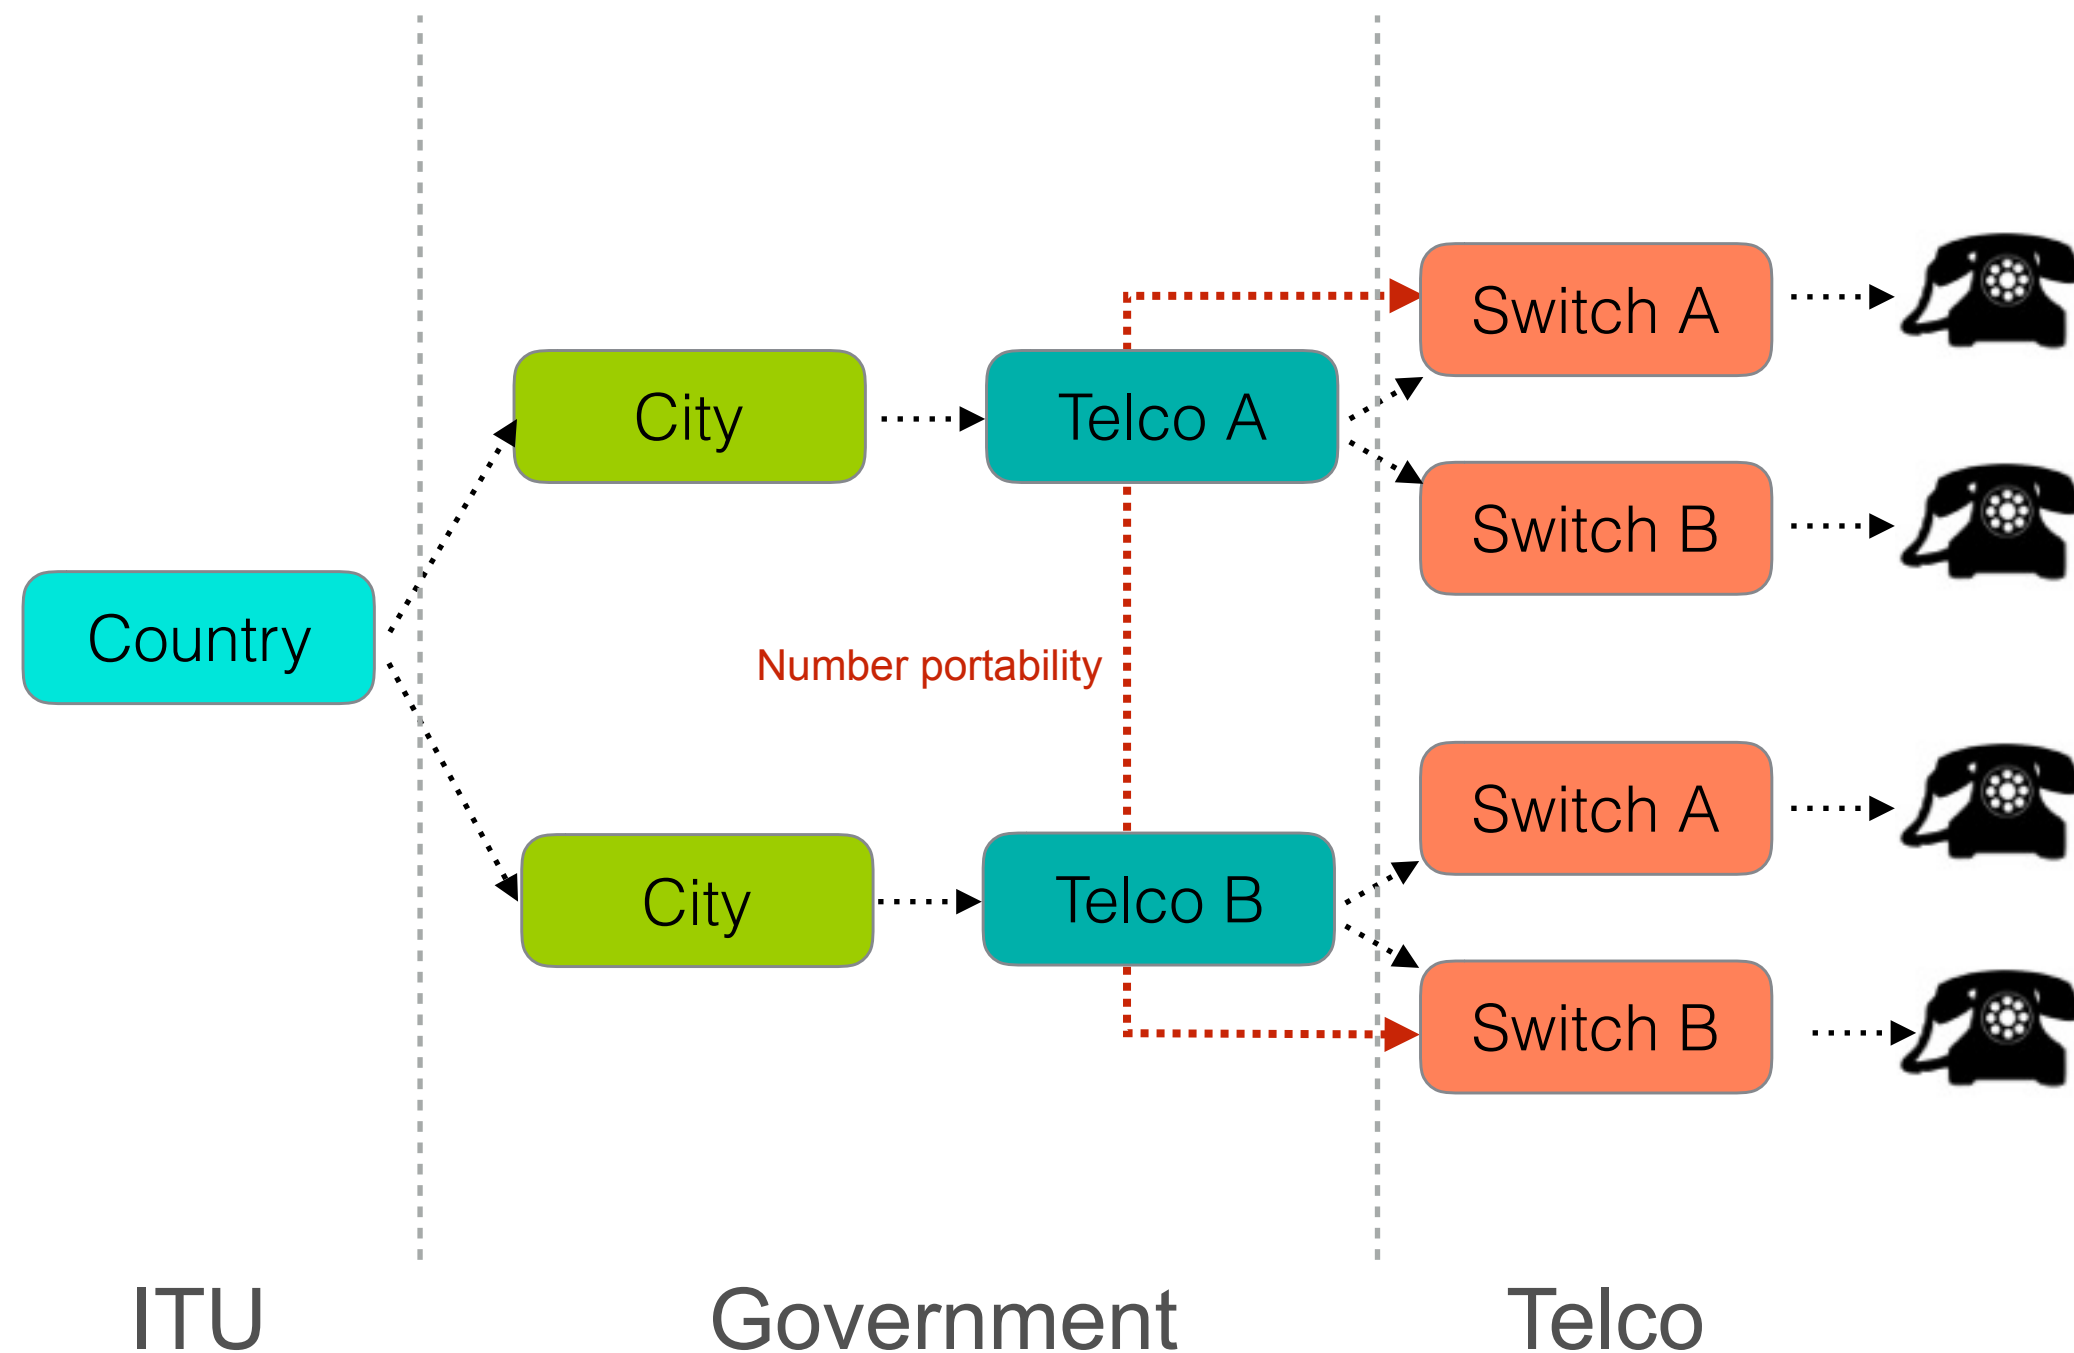 Switch A
City
Telco A
Switch B
Country
Number portability
Switch A
City
Telco B
Switch B
ITU
Government
Telco